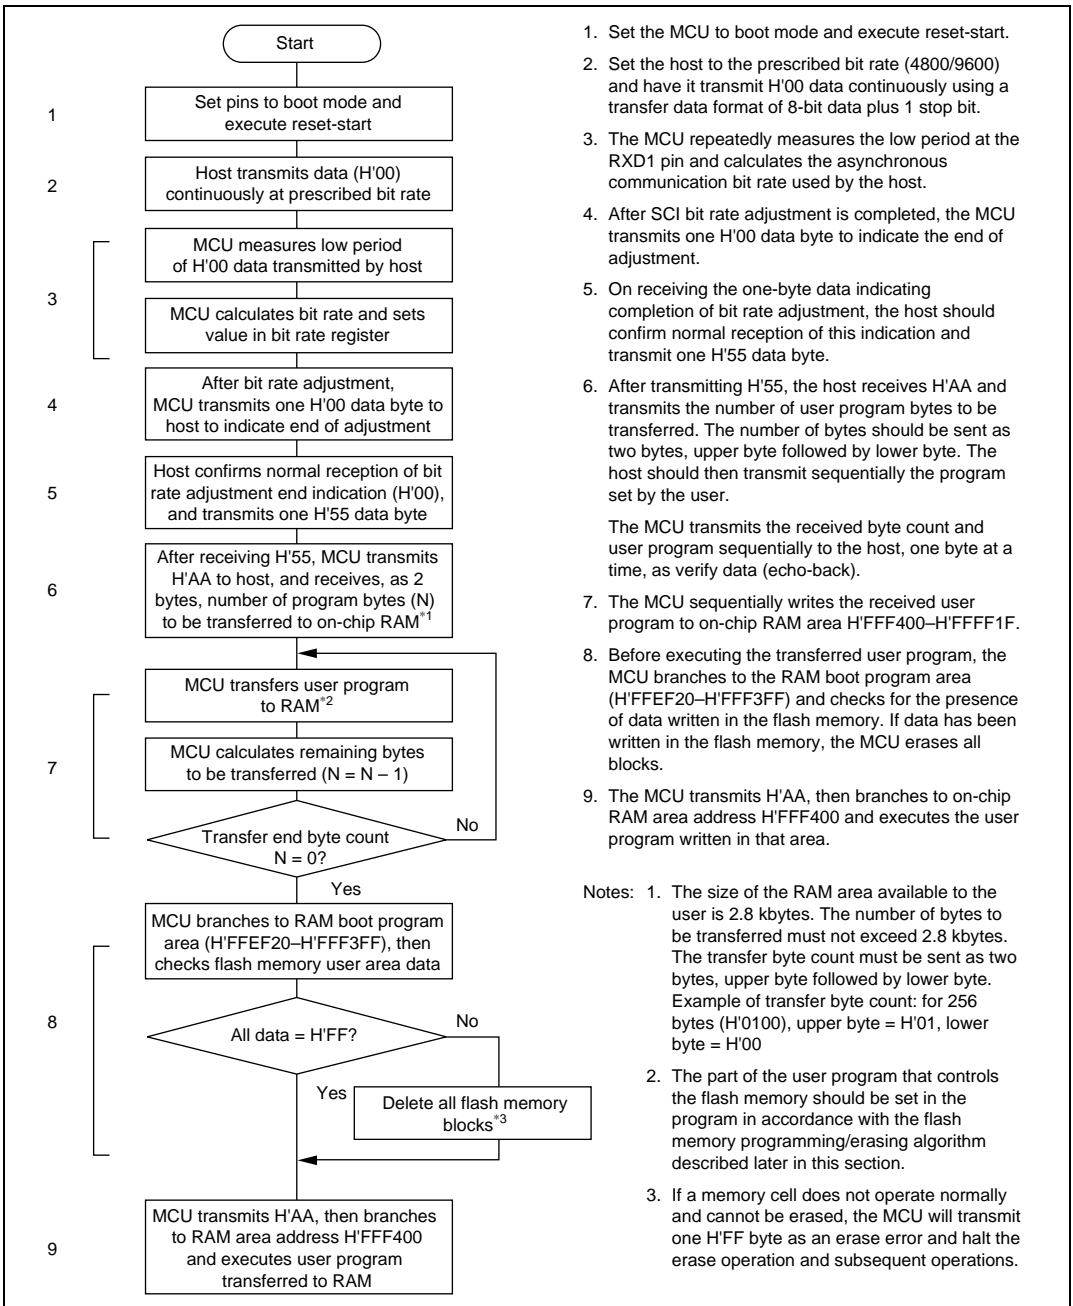 Start
1
Set pins to boot mode and
execute reset-start
2
Host transmits data (H'00)
continuously at prescribed bit rate
3
MCU measures low period
of H'00 data transmitted by host
MCU calculates bit rate and sets
value in bit rate register
4
After bit rate adjustment,
MCU transmits one H'00 data byte to
host to indicate end of adjustment
5
Host confirms normal reception of bit
rate adjustment end indication (H'00),
and transmits one H'55 data byte
6
After receiving H'55, MCU transmits
H'AA to host, and receives, as 2
bytes, number of program bytes (N)
to be transferred to on-chip RAM*1
7
MCU transfers user program
to RAM*2
MCU calculates remaining bytes
to be transferred (N = N – 1)
Transfer end byte count
N = 0?
No
Yes
8
MCU branches to RAM boot program
area (H'FFEF20–H'FFF3FF), then
checks flash memory user area data
All data = H'FF?
No
Yes
Delete all flash memory
blocks*3
9
MCU transmits H'AA, then branches
to RAM area address H'FFF400
and executes user program
transferred to RAM
1. Set the MCU to boot mode and execute reset-start.
2. Set the host to the prescribed bit rate (4800/9600)
and have it transmit H'00 data continuously using a
transfer data format of 8-bit data plus 1 stop bit.
3. The MCU repeatedly measures the low period at the
RXD1 pin and calculates the asynchronous
communication bit rate used by the host.
4. After SCI bit rate adjustment is completed, the MCU
transmits one H'00 data byte to indicate the end of
adjustment.
5. On receiving the one-byte data indicating
completion of bit rate adjustment, the host should
confirm normal reception of this indication and
transmit one H'55 data byte.
6. After transmitting H'55, the host receives H'AA and
transmits the number of user program bytes to be
transferred. The number of bytes should be sent as
two bytes, upper byte followed by lower byte. The
host should then transmit sequentially the program
set by the user.
The MCU transmits the received byte count and
user program sequentially to the host, one byte at a
time, as verify data (echo-back).
7. The MCU sequentially writes the received user
program to on-chip RAM area H'FFF400–H'FFFF1F.
8. Before executing the transferred user program, the
MCU branches to the RAM boot program area
(H'FFEF20–H'FFF3FF) and checks for the presence
of data written in the flash memory. If data has been
written in the flash memory, the MCU erases all
blocks.
9. The MCU transmits H'AA, then branches to on-chip
RAM area address H'FFF400 and executes the user
program written in that area.
Notes: 1. The size of the RAM area available to the
user is 2.8 kbytes. The number of bytes to
be transferred must not exceed 2.8 kbytes.
The transfer byte count must be sent as two
bytes, upper byte followed by lower byte.
Example of transfer byte count: for 256
bytes (H'0100), upper byte = H'01, lower
byte = H'00
2. The part of the user program that controls
the flash memory should be set in the
program in accordance with the flash
memory programming/erasing algorithm
described later in this section.
3. If a memory cell does not operate normally
and cannot be erased, the MCU will transmit
one H'FF byte as an erase error and halt the
erase operation and subsequent operations.